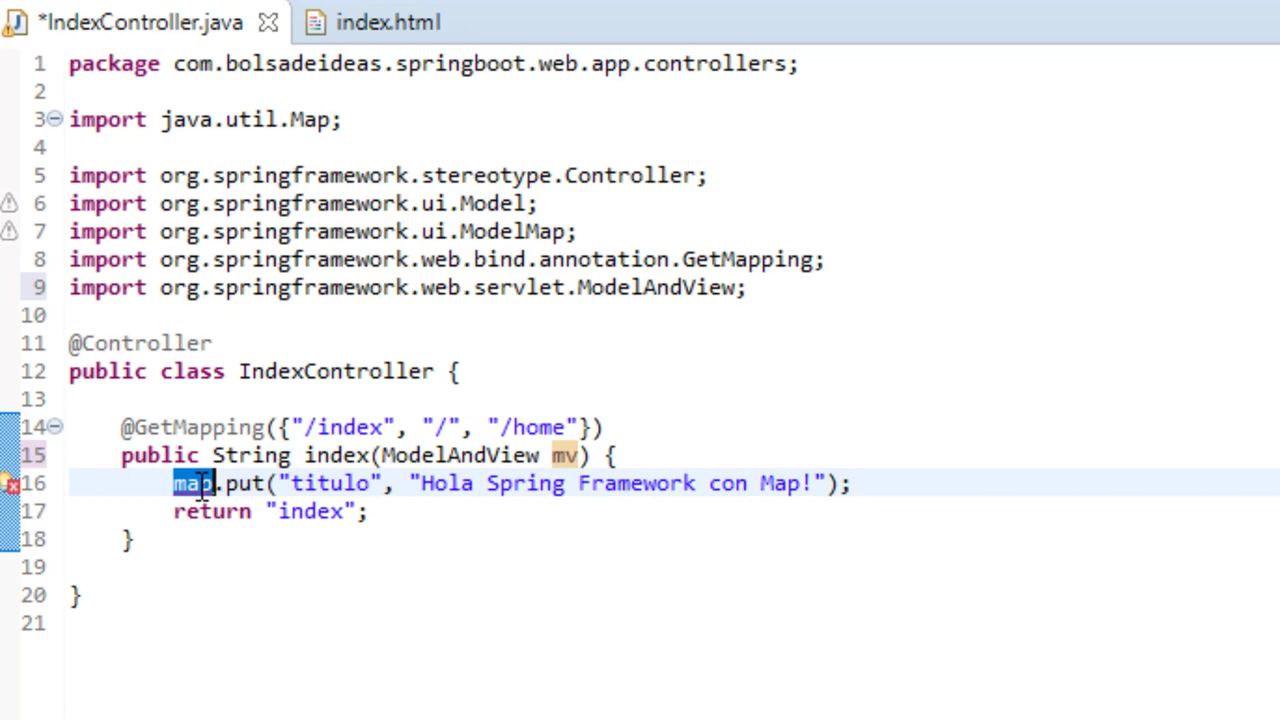 *IndexController.java index.html
1 package com.bolsadeideas.springboot.web.app.controllers;
2
3 import java.util.Map;
4
5 import org.springframework.stereotype.Controller;
6 import org.springframework.ui.Model;
7 import org.springframework.ui.ModelMap;
8 import org.springframework.web.bind.annotation.GetMapping;
9 import org.springframework.web.servlet.ModelAndView;
10
11 @Controller
12 public class IndexController {
13
14 @GetMapping({"/index", "/", "/home"})
15 public String index(ModelAndView mv) {
16 map.put("titulo", "Hola Spring Framework con Map!");
17 return "index";
18 }
19
20 }
21